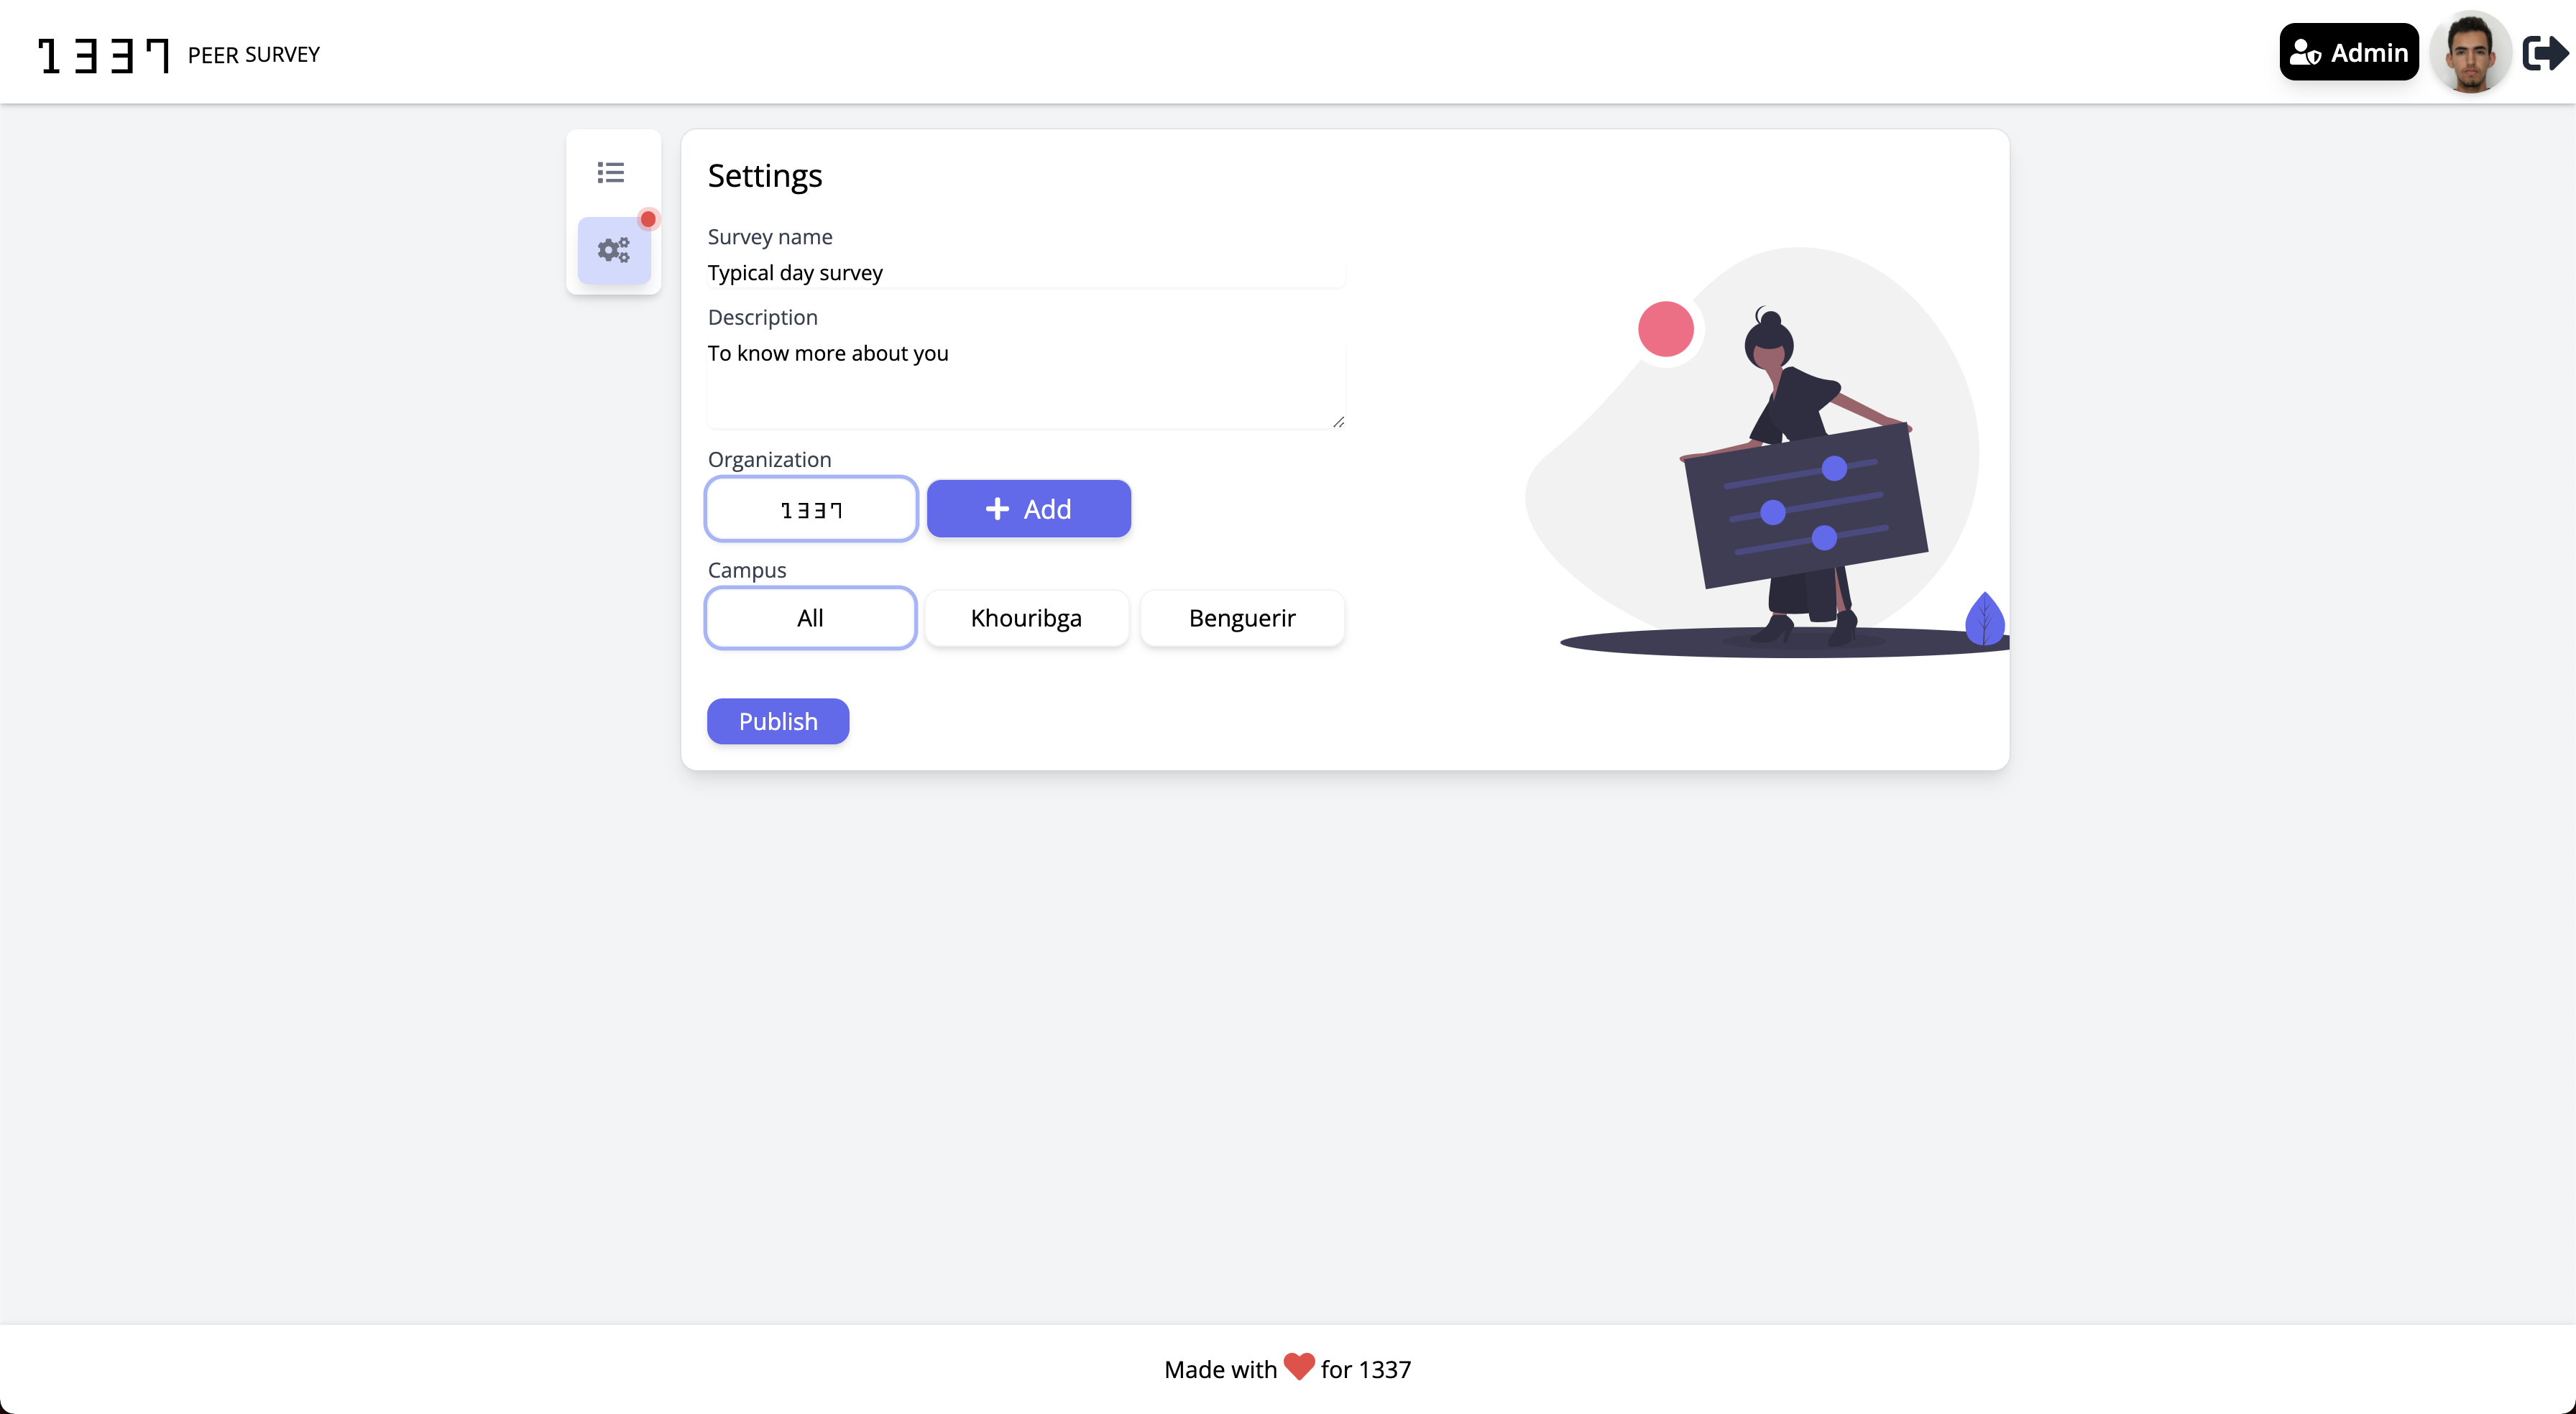 1337 PEER SURVEY
Admin
Settings
Survey name
Typical day survey
Description
To know more about you
Organization
1337
Add
Campus
All
Khouribga
Benguerir
Publish
Made with for 1337